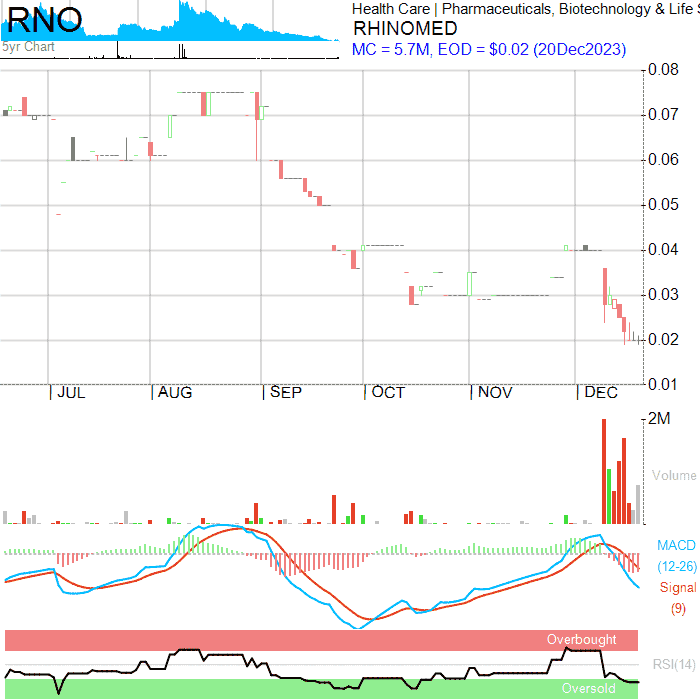 RNO
5yr Chart
Health Care | Pharmaceuticals, Biotechnology & Life S
RHINOMED
MC = 5.7M, EOD = $0.02 (20Dec2023)
0.08
0.07
0.06
0.05
0.04
0.03
0.02
0.01
JUL AUG SEP OCT NOV DEC
2M
Volume
MACD
(12-26)
Signal
(9)
Overbought
RSI(14)
Oversold